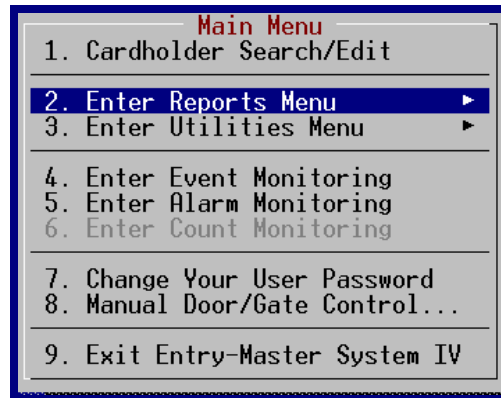 Main Menu
1. Cardholder Search/Edit
2. Enter Reports Menu
3. Enter Utilities Menu
4. Enter Event Monitoring
5. Enter Alarm Monitoring
6. Enter Count Monitoring
7. Change Your User Password
8. Manual Door/Gate Control...
9. Exit Entry-Master System IV